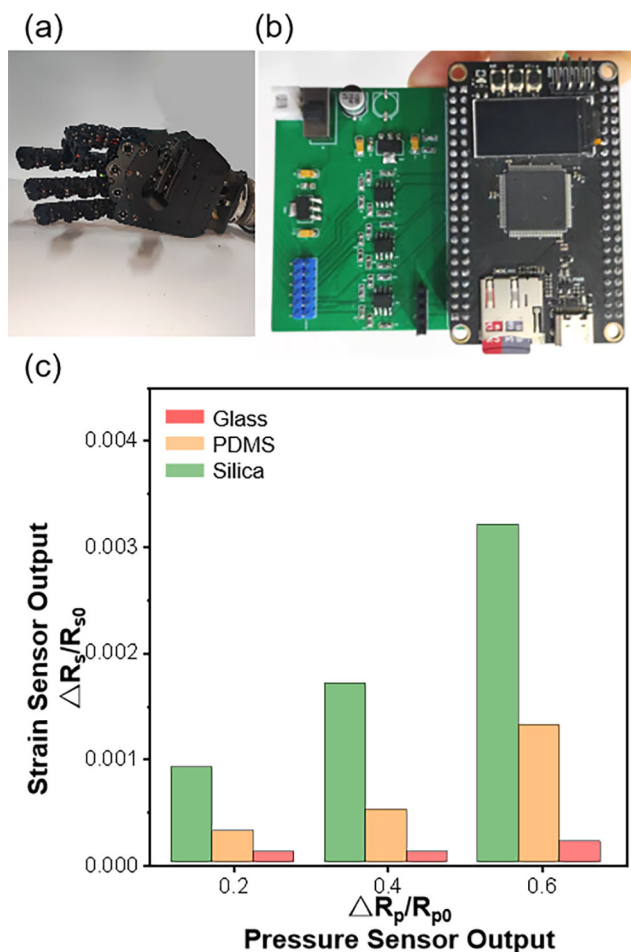 (a)
(b)
(c)
Glass
PDMS
Silica
0.004
0.003
0.002
0.001
0.000
Strain Sensor Output
△Rs/Rs0
0.2
0.4
0.6
△Rp/Rp0
Pressure Sensor Output